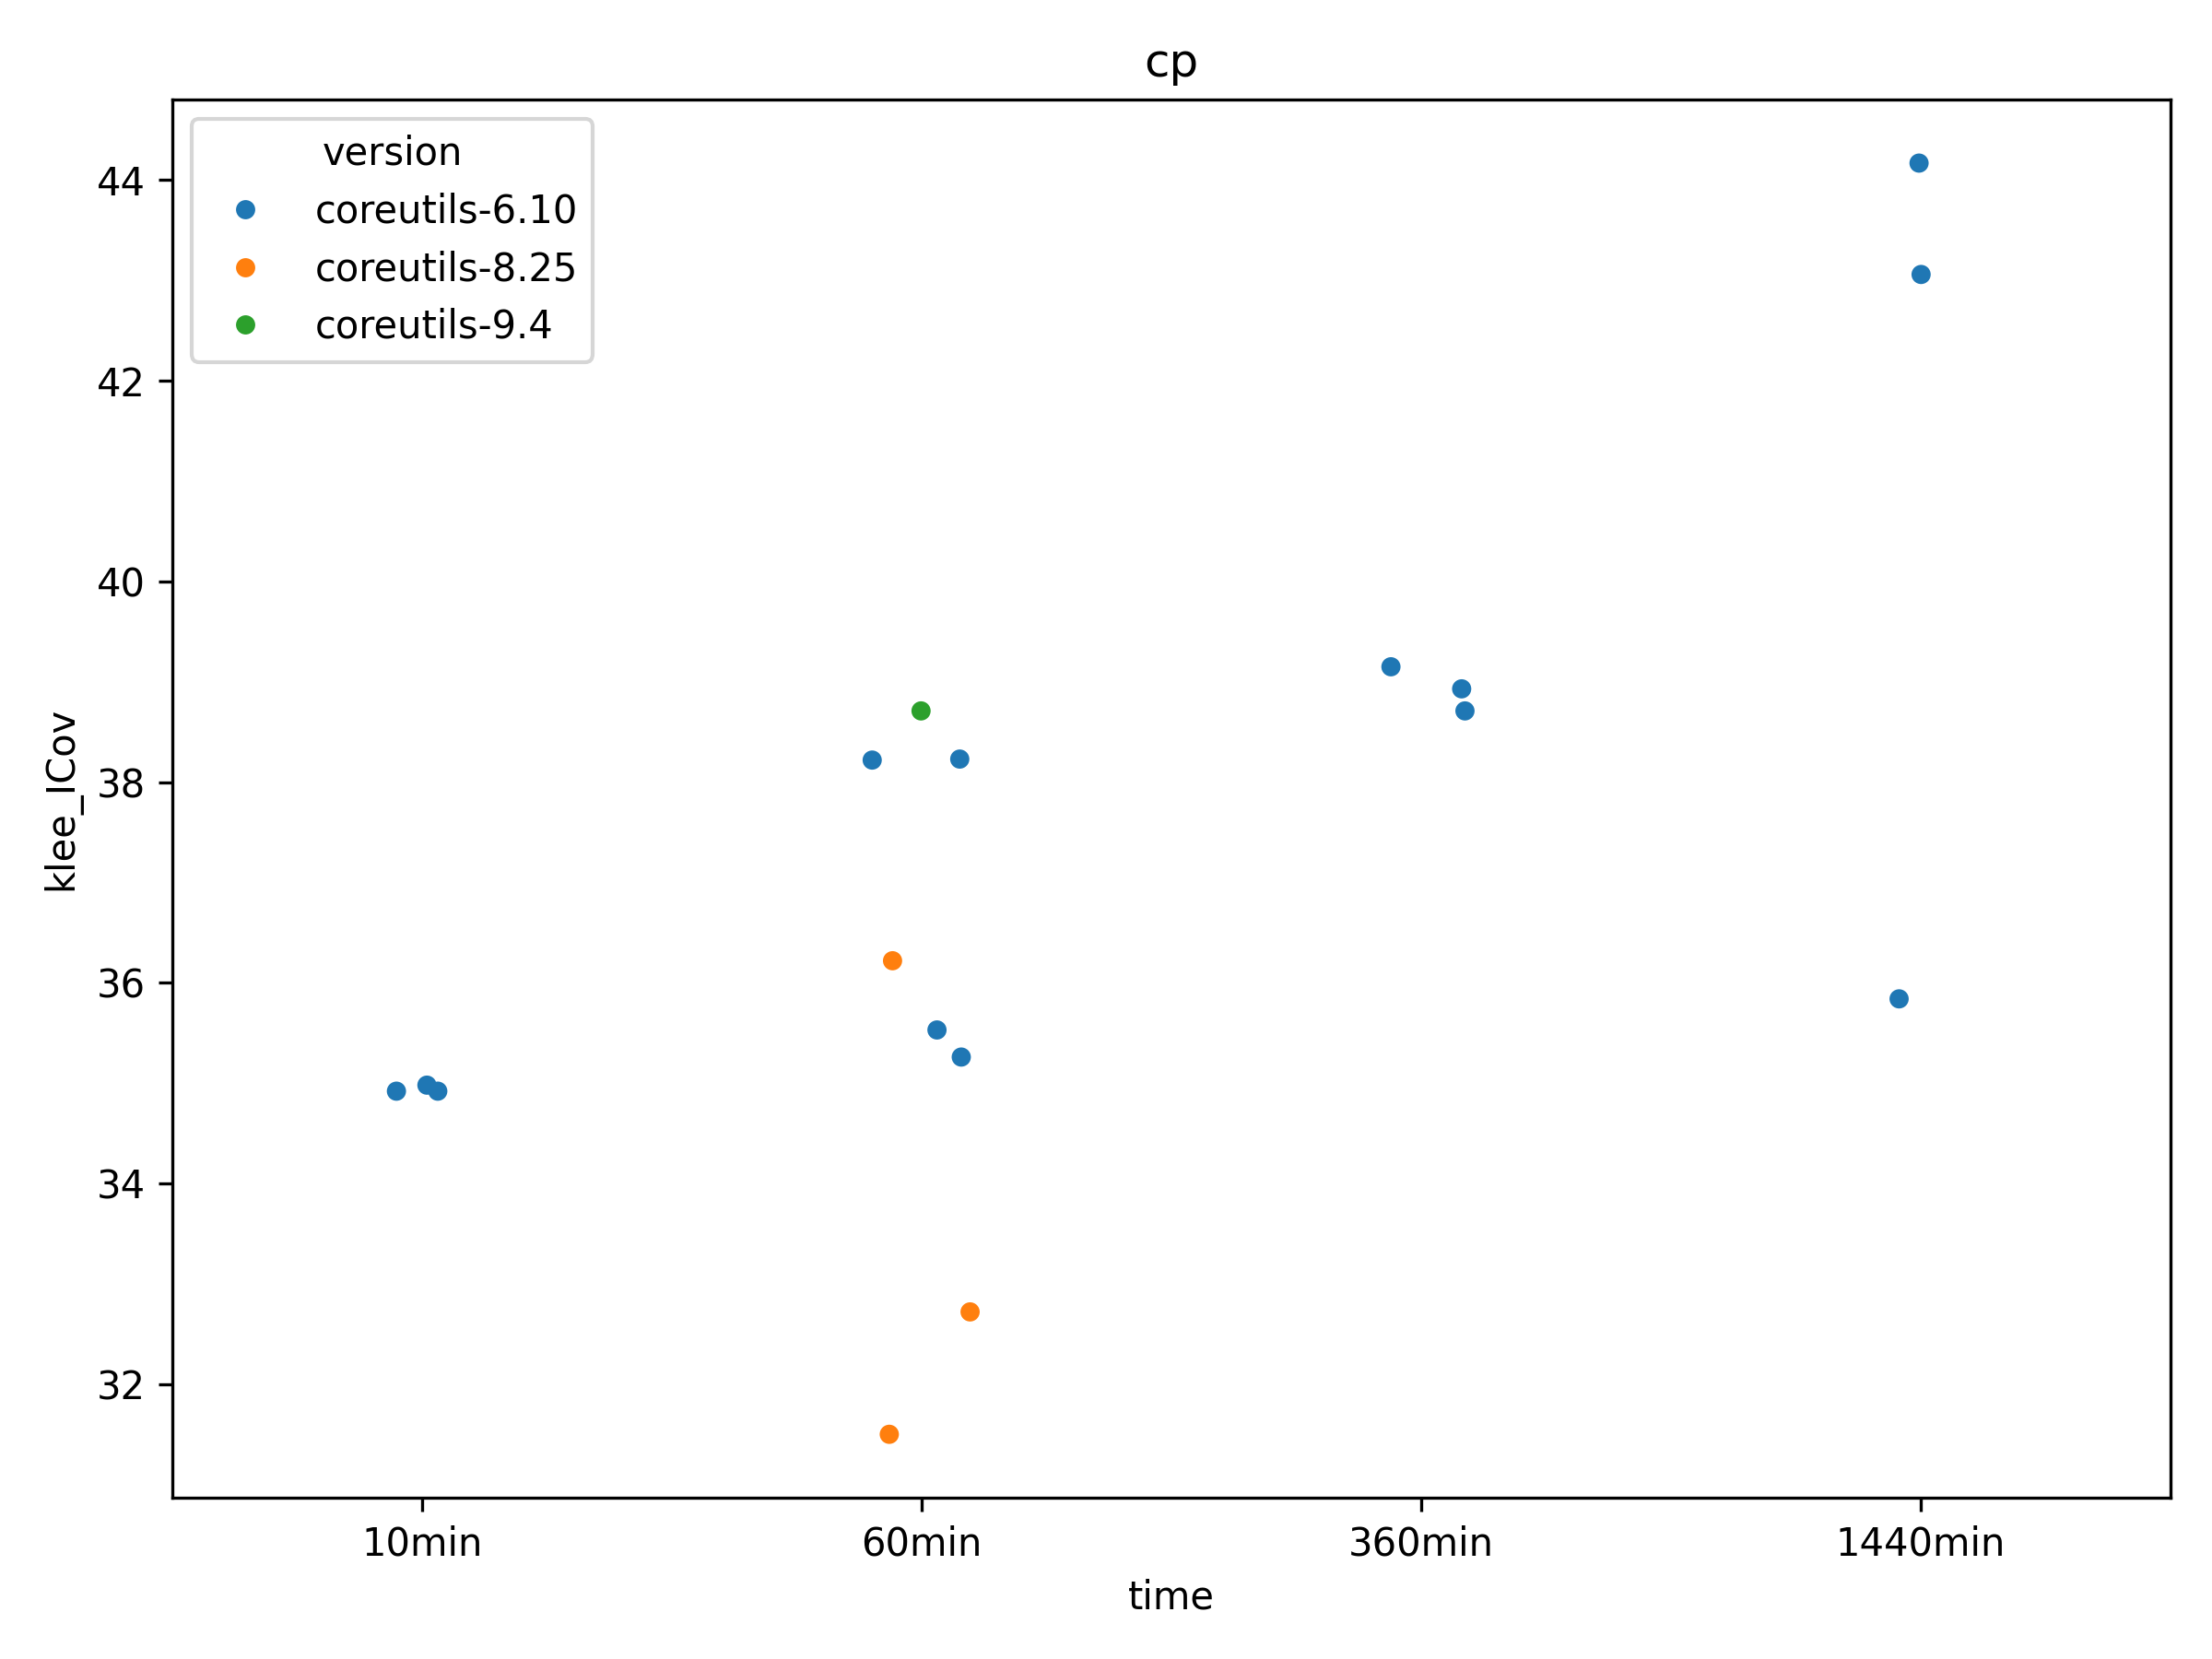 cp
version
coreutils-6.10
coreutils-8.25
coreutils-9.4
44
42
40
38
36
34
32
klee_ICov
10min 60min 360min 1440min
time